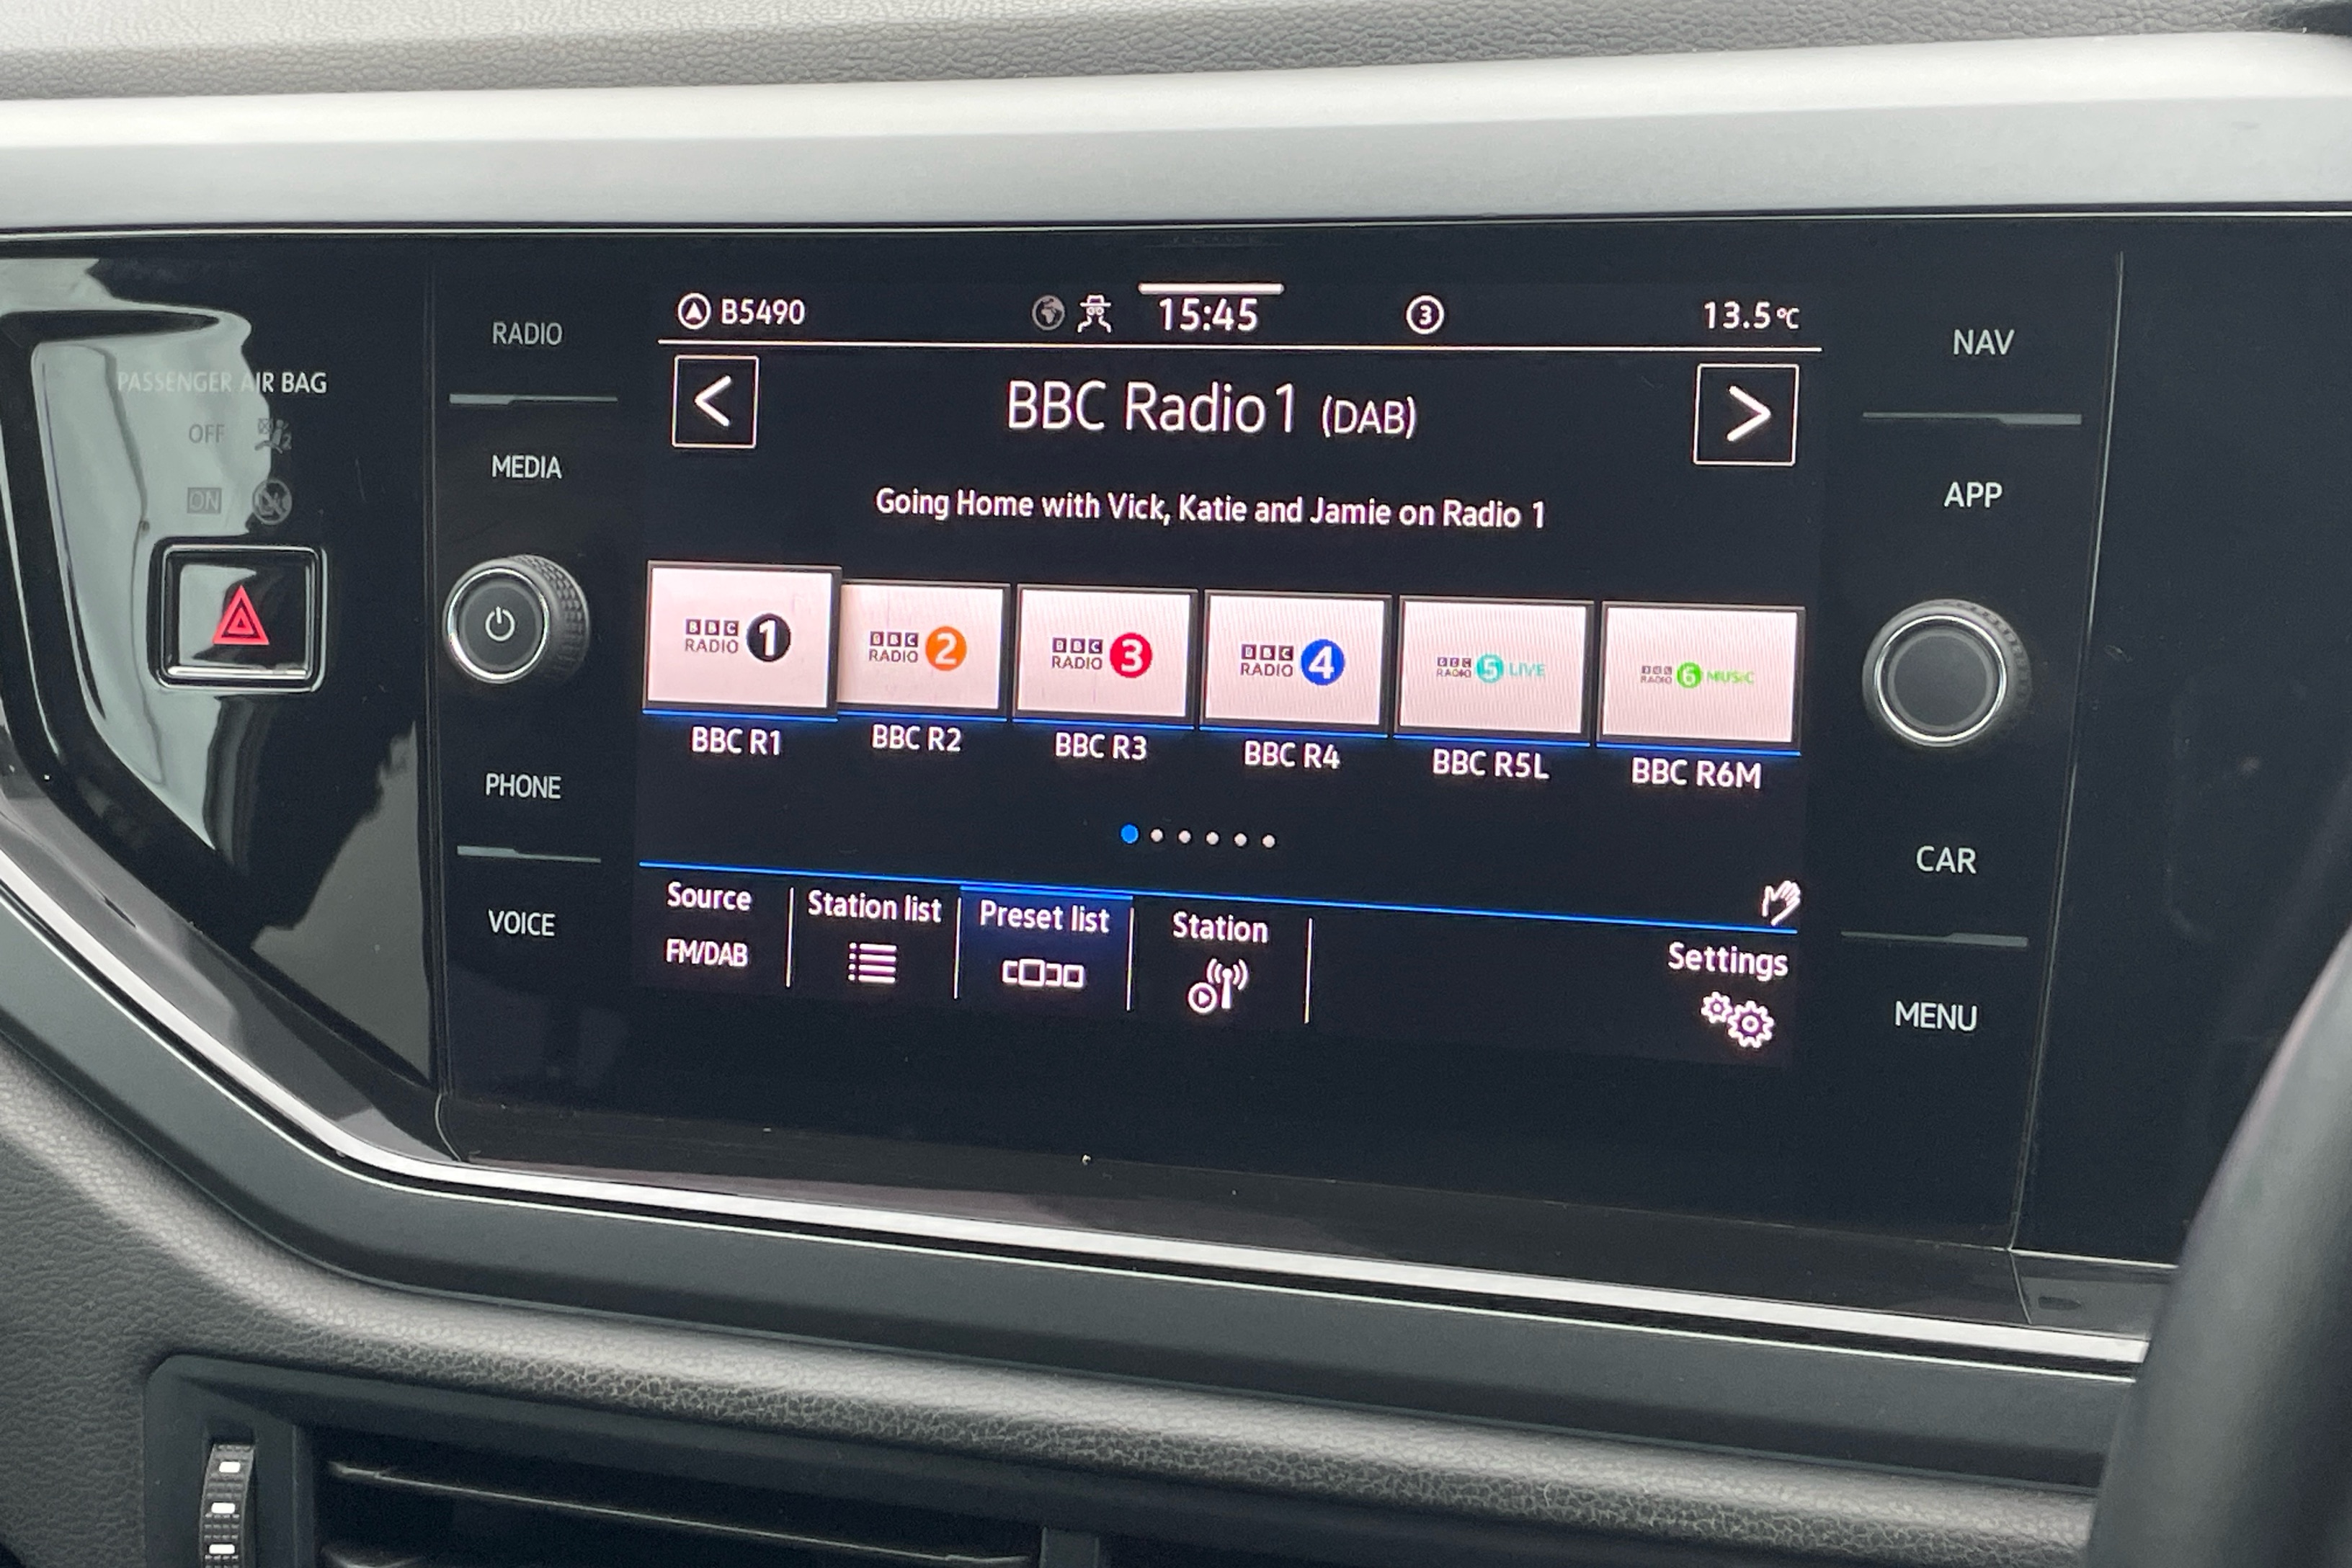 PASSENGER AIR BAG
OFF
ON
RADIO
MEDIA
PHONE
VOICE
B5490
15:45
3
13.5°C
<
BBC Radio 1 (DAB)
>
Going Home with Vick, Katie and Jamie on Radio 1
BBC RADIO 1
BBC RADIO 2
BBC RADIO 3
BBC RADIO 4
BBC RADIO 5 LIVE
BBC RADIO 6 MUSIC
BBC R1
BBC R2
BBC R3
BBC R4
BBC R5L
BBC R6M
Source
FM/DAB
Station list
Preset list
Station
Settings
NAV
APP
CAR
MENU